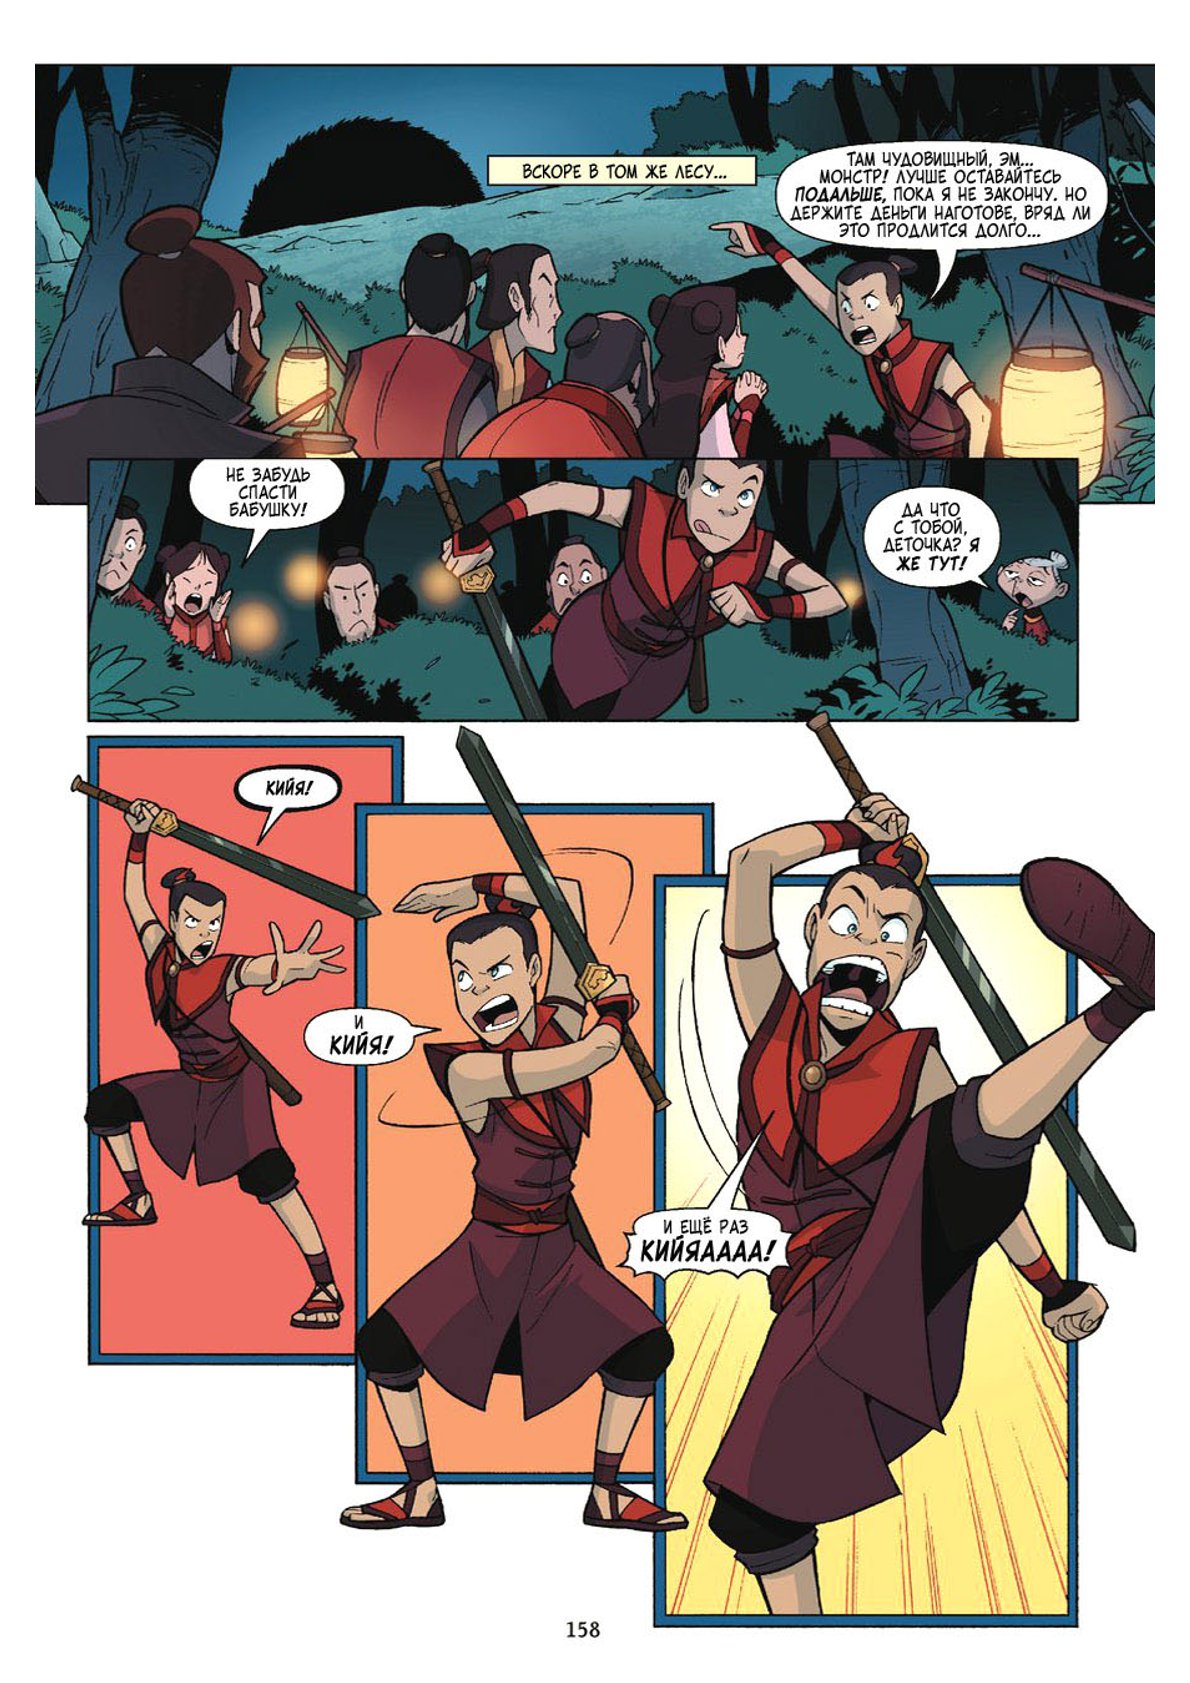 ВСКОРЕ В ТОМ ЖЕ ЛЕСУ...
ТАМ ЧУДОВИЩНЫЙ, ЭМ...
МОНСТР! ЛУЧШЕ ОСТАВАЙТЕСЬ
ПОДАЛЬШЕ, ПОКА Я НЕ ЗАКОНЧУ. НО
ДЕРЖИТЕ ДЕНЬГИ НАГОТОВЕ, ВРЯД ЛИ
ЭТО ПРОДЛИТСЯ ДОЛГО...
НЕ ЗАБУДЬ
СПАСТИ
БАБУШКУ!
ДА ЧТО
С ТОБОЙ,
ДЕТОЧКА? Я
ЖЕ ТУТ!
КИЙЯ!
И
КИЙЯ!
И ЕЩЁ РАЗ
КИЙЯАААА!
158